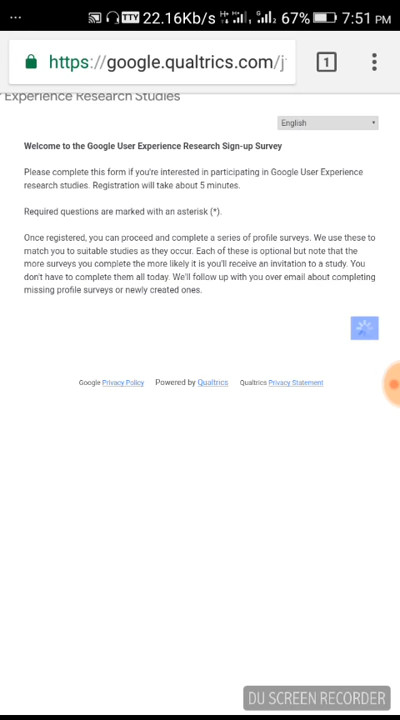 ... TTY 22.16Kb/s 67% 7:51 PM
https://google.qualtrics.com/j 1
Experience Research Studies
English
Welcome to the Google User Experience Research Sign-up Survey
Please complete this form if you're interested in participating in Google User Experience
research studies. Registration will take about 5 minutes.
Required questions are marked with an asterisk (*).
Once registered, you can proceed and complete a series of profile surveys. We use these to
match you to suitable studies as they occur. Each of these is optional but note that the
more surveys you complete the more likely it is you'll receive an invitation to a study. You
don't have to complete them all today. We'll follow up with you over email about completing
missing profile surveys or newly created ones.
Google Privacy Policy Powered by Qualtrics Qualtrics Privacy Statement
DU SCREEN RECORDER